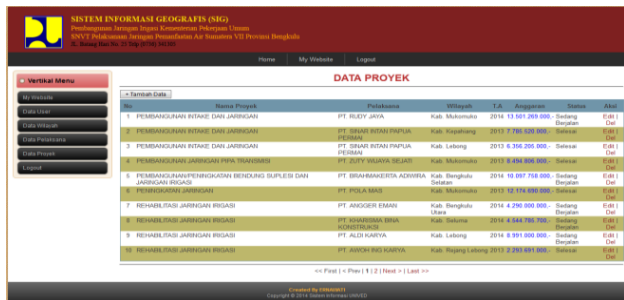 SISTEM INFORMASI GEOGRAFIS (SIG)
Pembangunan Jaringan Irigasi Kementerian Pekerjaan Umum
SNVT Pelaksanaan Jaringan Pemanfaatan Air Sumatera VII Provinsi Bengkulu
Home My Website Logout
Vertikal Menu
My Website
Data User
Data Wilayah
Data Pelaksana
Data Proyek
Logout
DATA PROYEK
+ Tambah Data
No Nama Proyek Pelaksana Wilayah T.A Anggaran Status Aksi
1 PEMBANGUNAN INTAKE DAN JARINGAN PT. RUDY JAYA Kab. Mukomuko 2014 13.501.269.000,- Sedang Berjalan Edit | Del
2 PEMBANGUNAN INTAKE DAN JARINGAN PT. SINAR INTAN PAPUA PERMAI Kab. Kepahiang 2013 7.785.520.000,- Selesai Edit | Del
3 PEMBANGUNAN INTAKE DAN JARINGAN PT. SINAR INTAN PAPUA PERMAI Kab. Lebong 2013 6.356.205.000,- Selesai Edit | Del
4 PEMBANGUNAN JARINGAN PIPA TRANSMISI PT. ZUTY WIJAYA SEJATI Kab. Mukomuko 2013 8.494.806.000,- Selesai Edit | Del
5 PEMBANGUNAN/PENINGKATAN BENDUNG SUPLESI DAN JARINGAN IRIGASI PT. BRAHMAKERTA ADIWIRA Kab. Bengkulu Selatan 2014 10.097.758.000,- Sedang Berjalan Edit | Del
6 PENINGKATAN JARINGAN PT. POLA MAS Kab. Mukomuko 2013 12.174.590.000,- Selesai Edit | Del
7 REHABILITASI JARINGAN IRIGASI PT. ANGGER EMAN Kab. Bengkulu Utara 2014 4.290.000.000,- Sedang Berjalan Edit | Del
8 REHABILITASI JARINGAN IRIGASI PT. KHARISMA BINA KONSTRUKSI Kab. Seluma 2014 4.644.785.700,- Sedang Berjalan Edit | Del
9 REHABILITASI JARINGAN IRIGASI PT. ALDI KARYA Kab. Lebong 2014 8.991.000.000,- Sedang Berjalan Edit | Del
10 REHABILITASI JARINGAN IRIGASI PT. AWOH ING KARYA Kab. Rejang Lebong 2013 2.293.691.000,- Selesai Edit | Del
<< First | < Prev | 1 | 2 | Next > | Last >>
Copyright © 2014 Sistem Informasi UNIVED